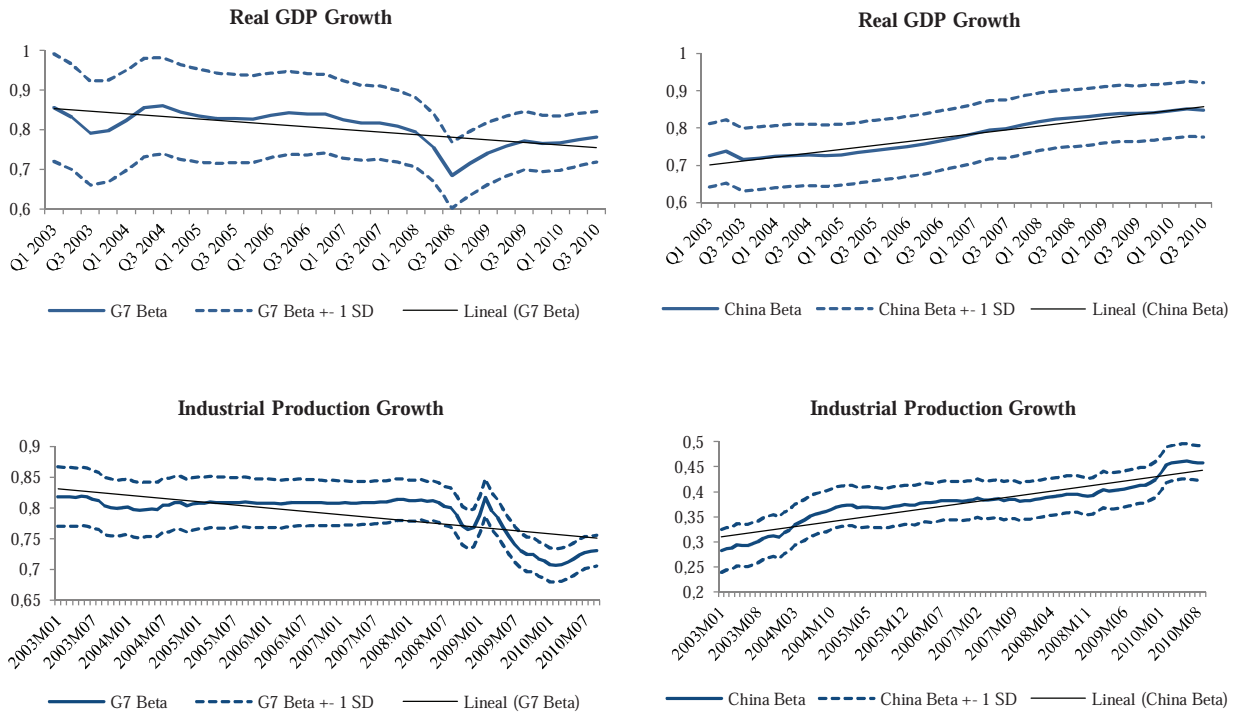 Real GDP Growth
1
0,9
0,8
0,7
0,6
Q1 2003
Q3 2003
Q1 2004
Q3 2004
Q1 2005
Q3 2005
Q1 2006
Q3 2006
Q1 2007
Q3 2007
Q1 2008
Q3 2008
Q1 2009
Q3 2009
Q1 2010
Q3 2010
G7 Beta G7 Beta +- 1 SD Lineal (G7 Beta)
Real GDP Growth
1
0,9
0,8
0,7
0,6
Q1 2003
Q3 2003
Q1 2004
Q3 2004
Q1 2005
Q3 2005
Q1 2006
Q3 2006
Q1 2007
Q3 2007
Q1 2008
Q3 2008
Q1 2009
Q3 2009
Q1 2010
Q3 2010
China Beta China Beta +- 1 SD Lineal (China Beta)
Industrial Production Growth
0,9
0,85
0,8
0,75
0,7
0,65
2003M01
2003M07
2004M01
2004M07
2005M01
2005M07
2006M01
2006M07
2007M01
2007M07
2008M01
2008M07
2009M01
2009M07
2010M01
2010M07
G7 Beta G7 Beta +- 1 SD Lineal (G7 Beta)
Industrial Production Growth
0,5
0,45
0,4
0,35
0,3
0,25
0,2
2003M01
2003M08
2004M03
2004M10
2005M05
2005M12
2006M07
2007M02
2007M09
2008M04
2008M11
2009M06
2010M01
2010M08
China Beta China Beta +- 1 SD Lineal (China Beta)